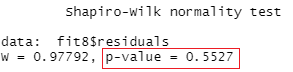 Shapiro-Wilk normality test
data: fit8$residuals
W = 0.97792, p-value = 0.5527